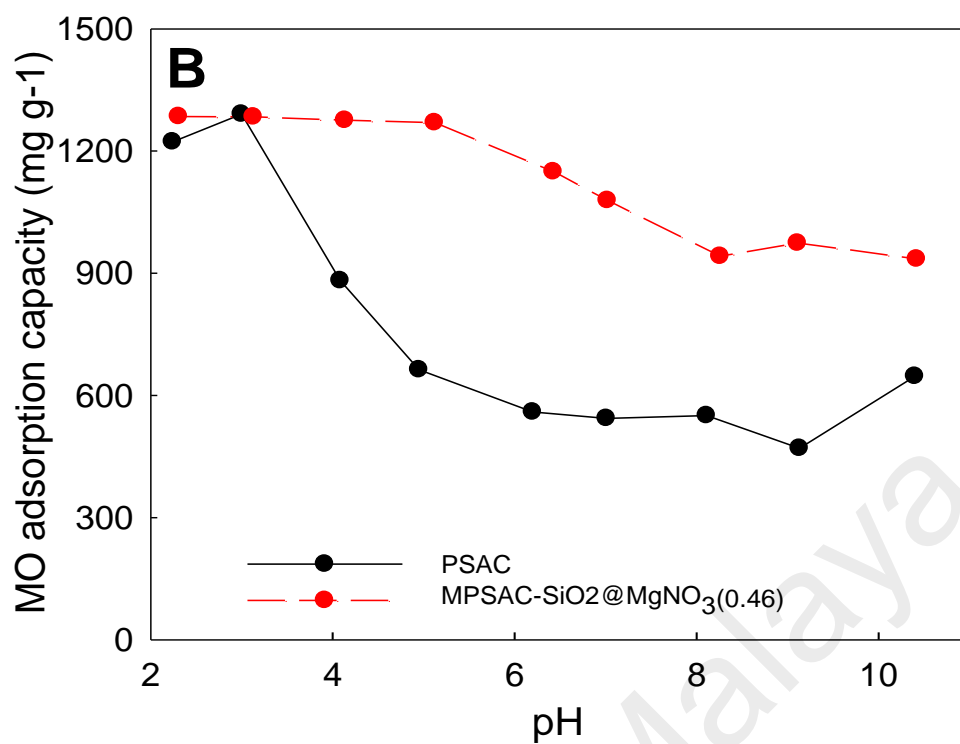 B
MO adsorption capacity (mg g-1)
1500
1200
900
600
300
0
2 4 6 8 10
pH
PSAC
MPSAC-SiO2@MgNO3(0.46)
Malaya